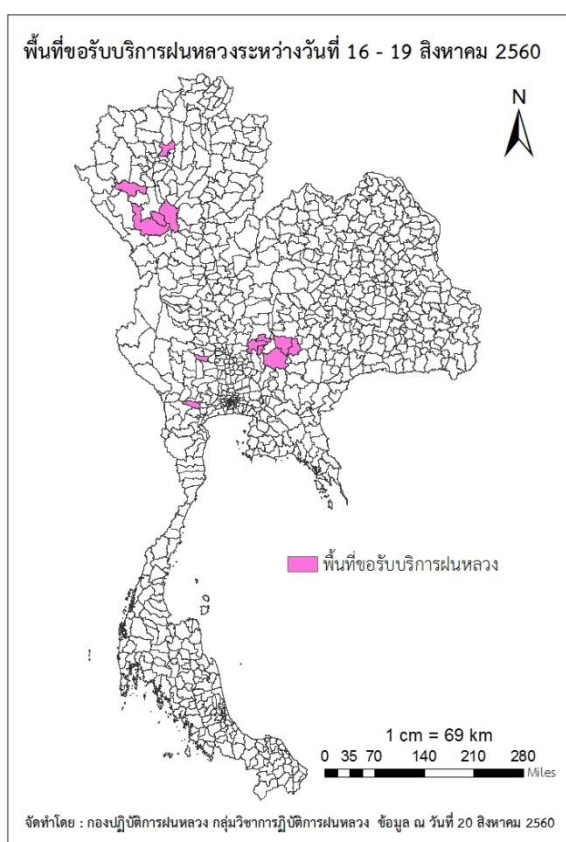 พื้นที่ขอรับบริการฝนหลวงระหว่างวันที่ 16 - 19 สิงหาคม 2560
N
พื้นที่ขอรับบริการฝนหลวง
1 cm = 69 km
0 35 70 140 210 280
Miles
จัดทำโดย : กองปฏิบัติการฝนหลวง กลุ่มวิชาการฏิบัติการฝนหลวง ข้อมูล ณ วันที่ 20 สิงหาคม 2560